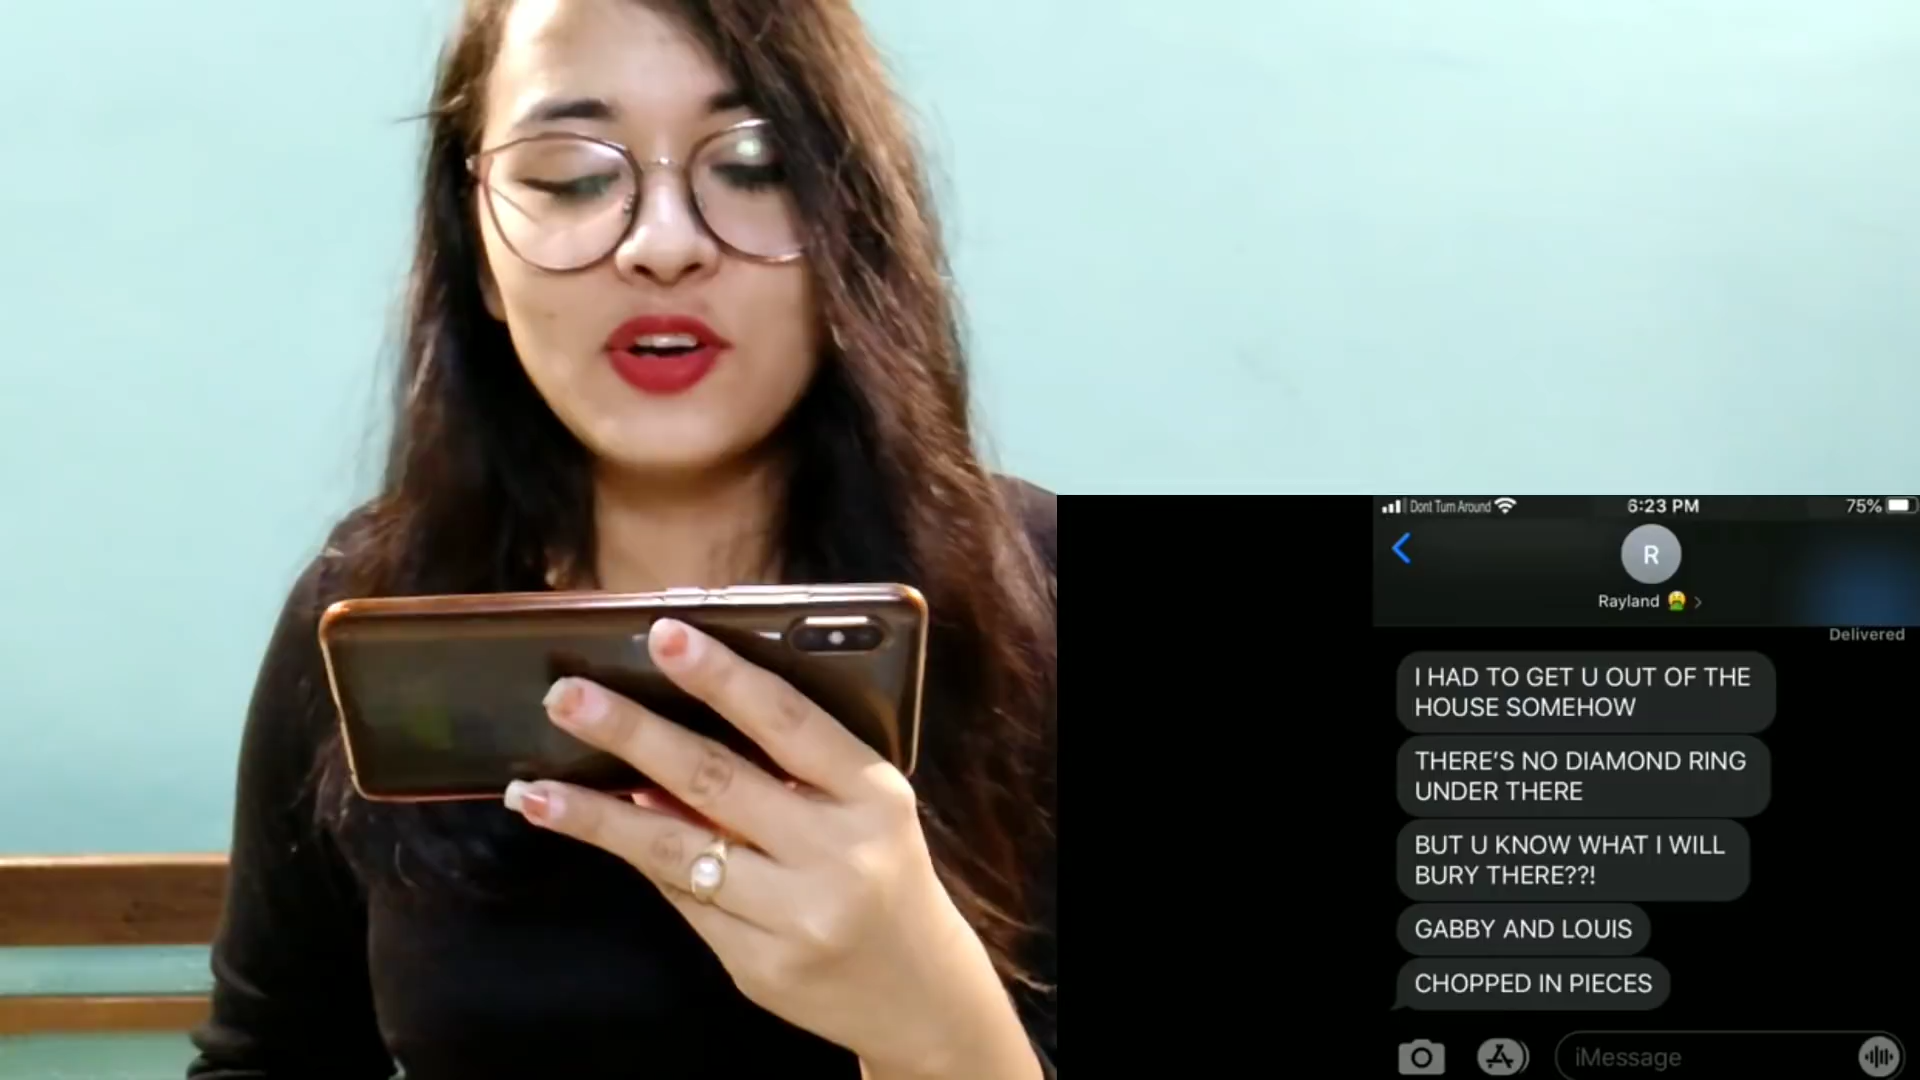 Dont Turn Around 6:23 PM 75%
R
Rayland
Delivered
I HAD TO GET U OUT OF THE
HOUSE SOMEHOW
THERE'S NO DIAMOND RING
UNDER THERE
BUT U KNOW WHAT I WILL
BURY THERE??!
GABBY AND LOUIS
CHOPPED IN PIECES
iMessage